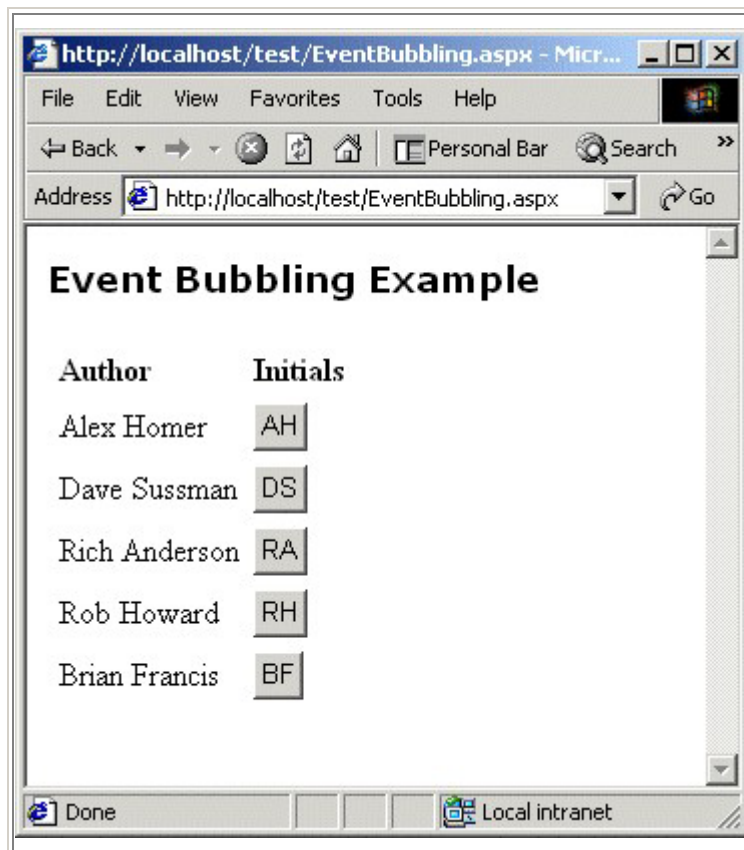 http://localhost/test/EventBubbling.aspx - Micr...
File Edit View Favorites Tools Help
Back Personal Bar Search »
Address http://localhost/test/EventBubbling.aspx Go
Event Bubbling Example
Author Initials
Alex Homer AH
Dave Sussman DS
Rich Anderson RA
Rob Howard RH
Brian Francis BF
Done Local intranet